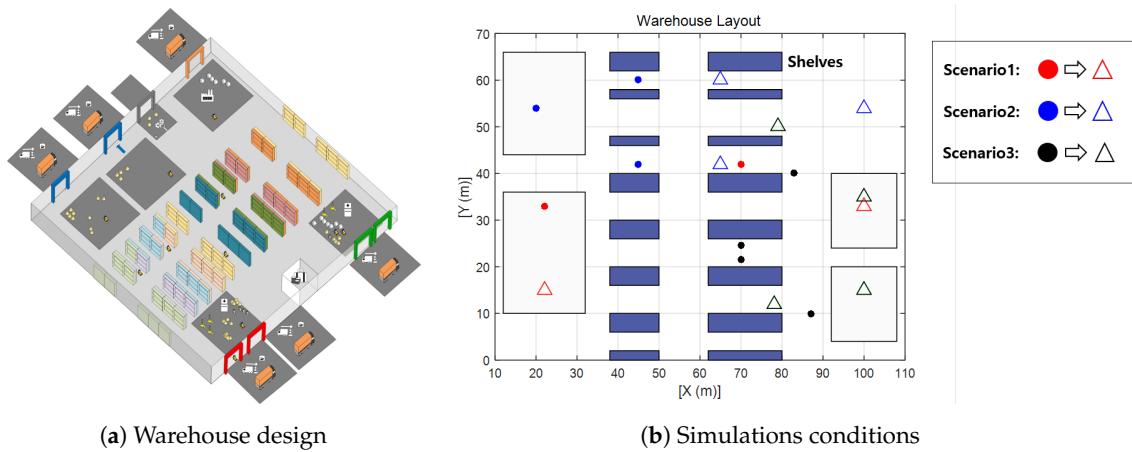 Warehouse Layout
70
60
50
40
30
20
10
0
[Y (m)]
Shelves
10 20 30 40 50 60 70 80 90 100 110
[X (m)]
Scenario1:
Scenario2:
Scenario3:
(a) Warehouse design
(b) Simulations conditions